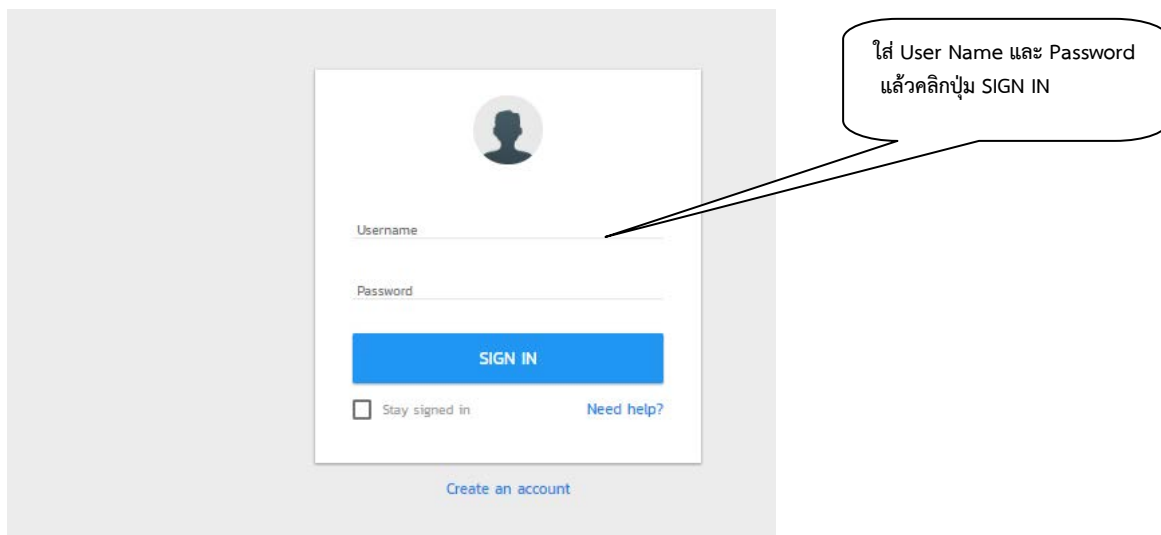 ใส่ User Name และ Password
แล้วคลิกปุ่ม SIGN IN
Username
Password
SIGN IN
Stay signed in
Need help?
Create an account